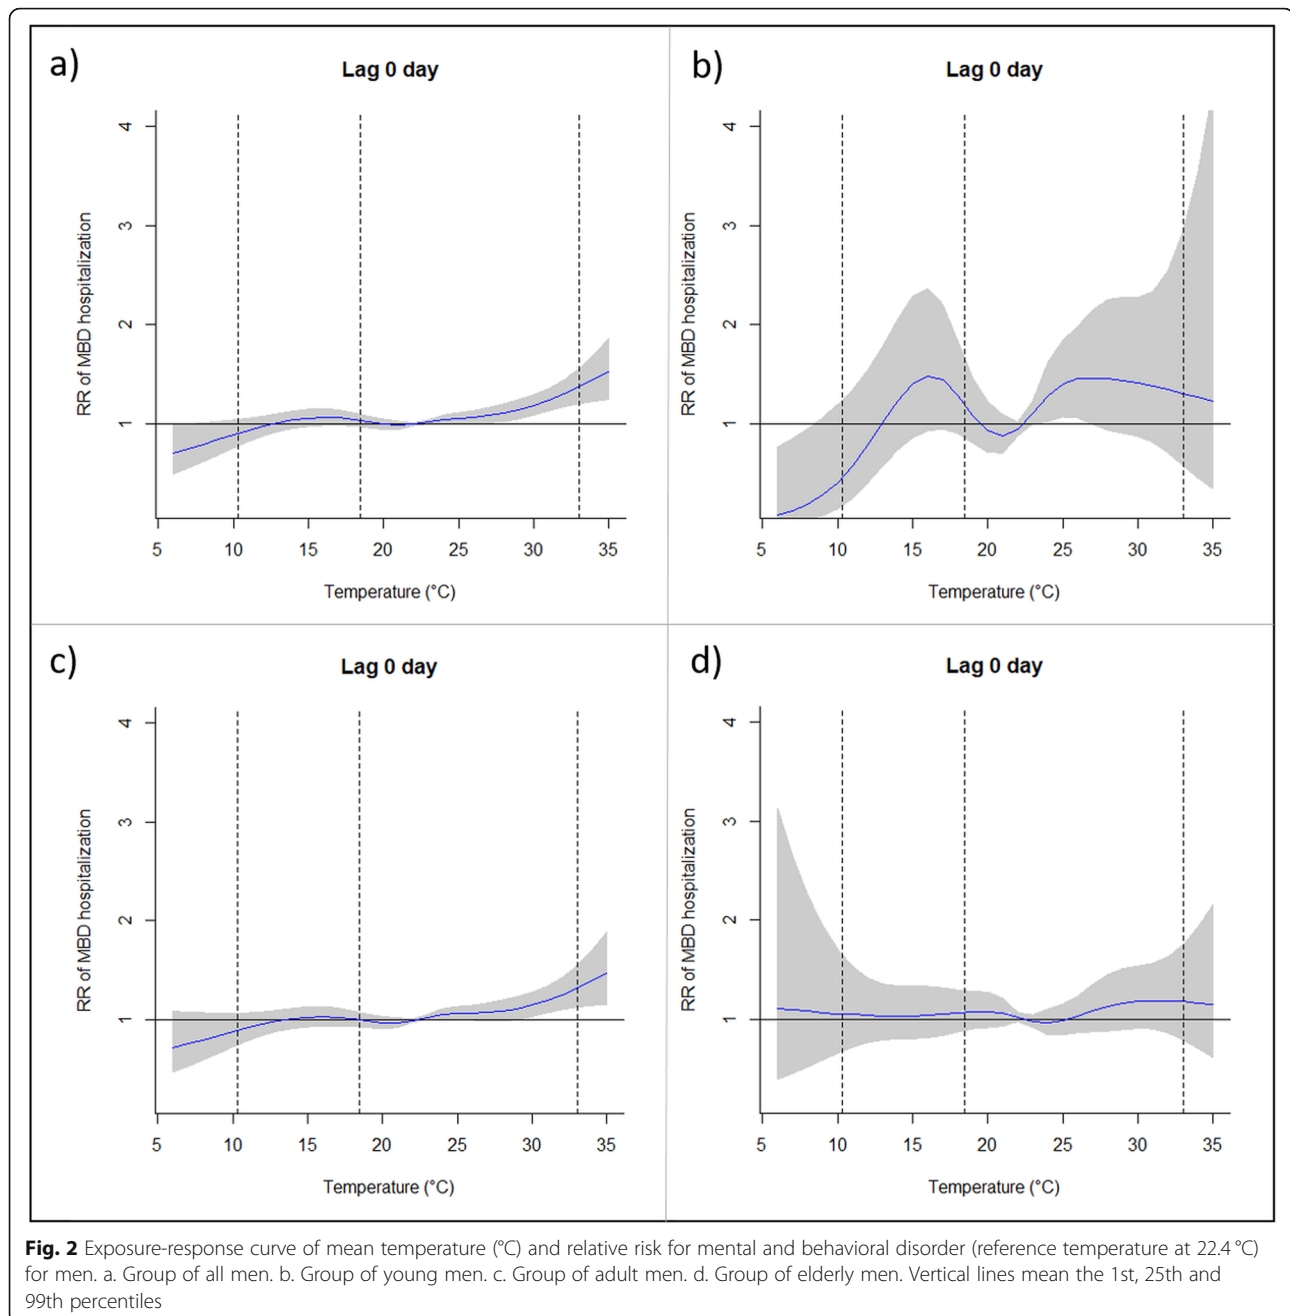 a)
Lag 0 day
RR of MBD hospitalization
4
3
2
1
5 10 15 20 25 30 35
Temperature (°C)
b)
Lag 0 day
RR of MBD hospitalization
4
3
2
1
5 10 15 20 25 30 35
Temperature (°C)
c)
Lag 0 day
RR of MBD hospitalization
4
3
2
1
5 10 15 20 25 30 35
Temperature (°C)
d)
Lag 0 day
RR of MBD hospitalization
4
3
2
1
5 10 15 20 25 30 35
Temperature (°C)
Fig. 2 Exposure-response curve of mean temperature (°C) and relative risk for mental and behavioral disorder (reference temperature at 22.4 °C)
for men. a. Group of all men. b. Group of young men. c. Group of adult men. d. Group of elderly men. Vertical lines mean the 1st, 25th and
99th percentiles